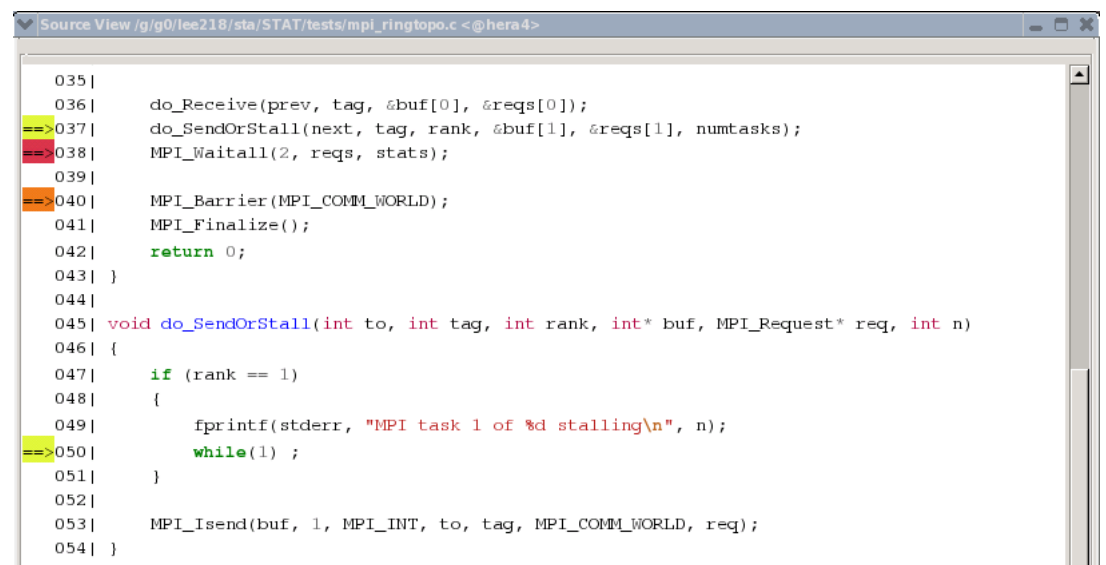 Source View /g/g0/lee218/sta/STAT/tests/mpi_ringtopo.c <@hera4>
035|
036|     do_Receive(prev, tag, &buf[0], &reqs[0]);
==>037|     do_SendOrStall(next, tag, rank, &buf[1], &reqs[1], numtasks);
==>038|     MPI_Waitall(2, reqs, stats);
039|
==>040|     MPI_Barrier(MPI_COMM_WORLD);
041|     MPI_Finalize();
042|     return 0;
043| }
044|
045| void do_SendOrStall(int to, int tag, int rank, int* buf, MPI_Request* req, int n)
046| {
047|     if (rank == 1)
048|     {
049|         fprintf(stderr, "MPI task 1 of %d stalling\n", n);
==>050|         while(1) ;
051|     }
052|
053|     MPI_Isend(buf, 1, MPI_INT, to, tag, MPI_COMM_WORLD, req);
054| }